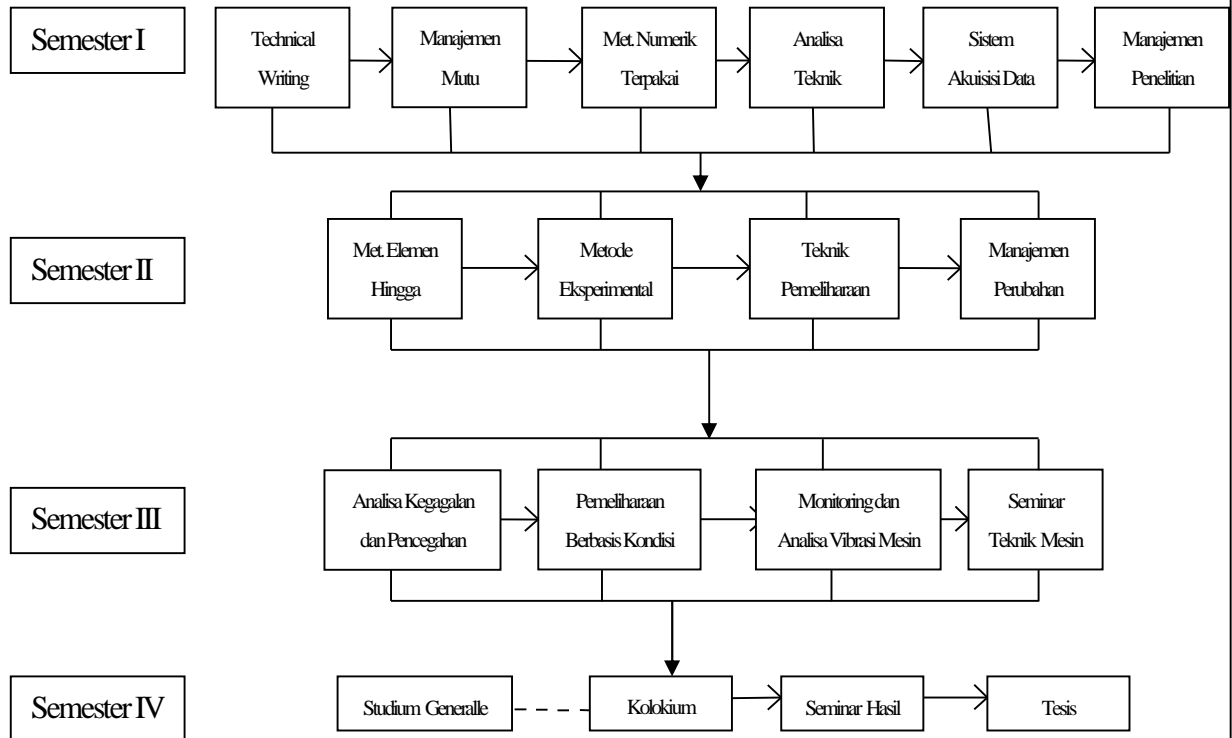 Semester I
Technical
Writing
Manajemen
Mutu
Met. Numerik
Terpakai
Analisa
Teknik
Sistem
Akuisisi Data
Manajemen
Penelitian
Semester II
Met. Elemen
Hingga
Metode
Eksperimental
Teknik
Pemeliharaan
Manajemen
Perubahan
Semester III
Analisa Kegagalan
dan Pencegahan
Pemeliharaan
Berbasis Kondisi
Monitoring dan
Analisa Vibrasi Mesin
Seminar
Teknik Mesin
Semester IV
Studium Generalle
Kolokium
Seminar Hasil
Tesis